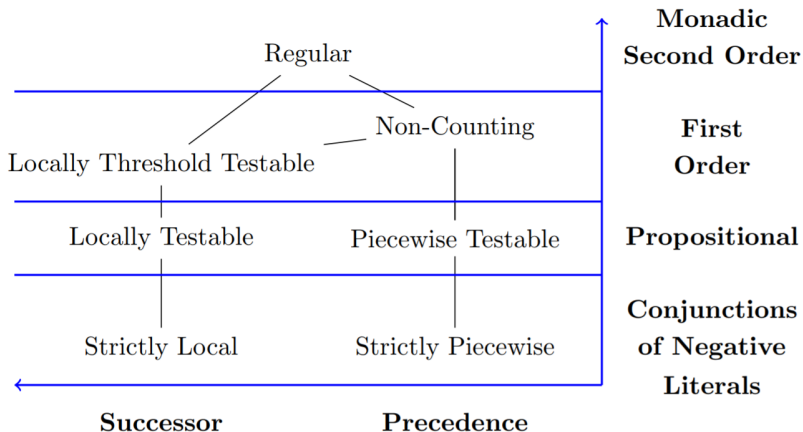 Monadic
Second Order
Regular
Non-Counting
First
Order
Locally Threshold Testable
Locally Testable
Piecewise Testable
Propositional
Conjunctions
of Negative
Literals
Strictly Local
Strictly Piecewise
Successor
Precedence